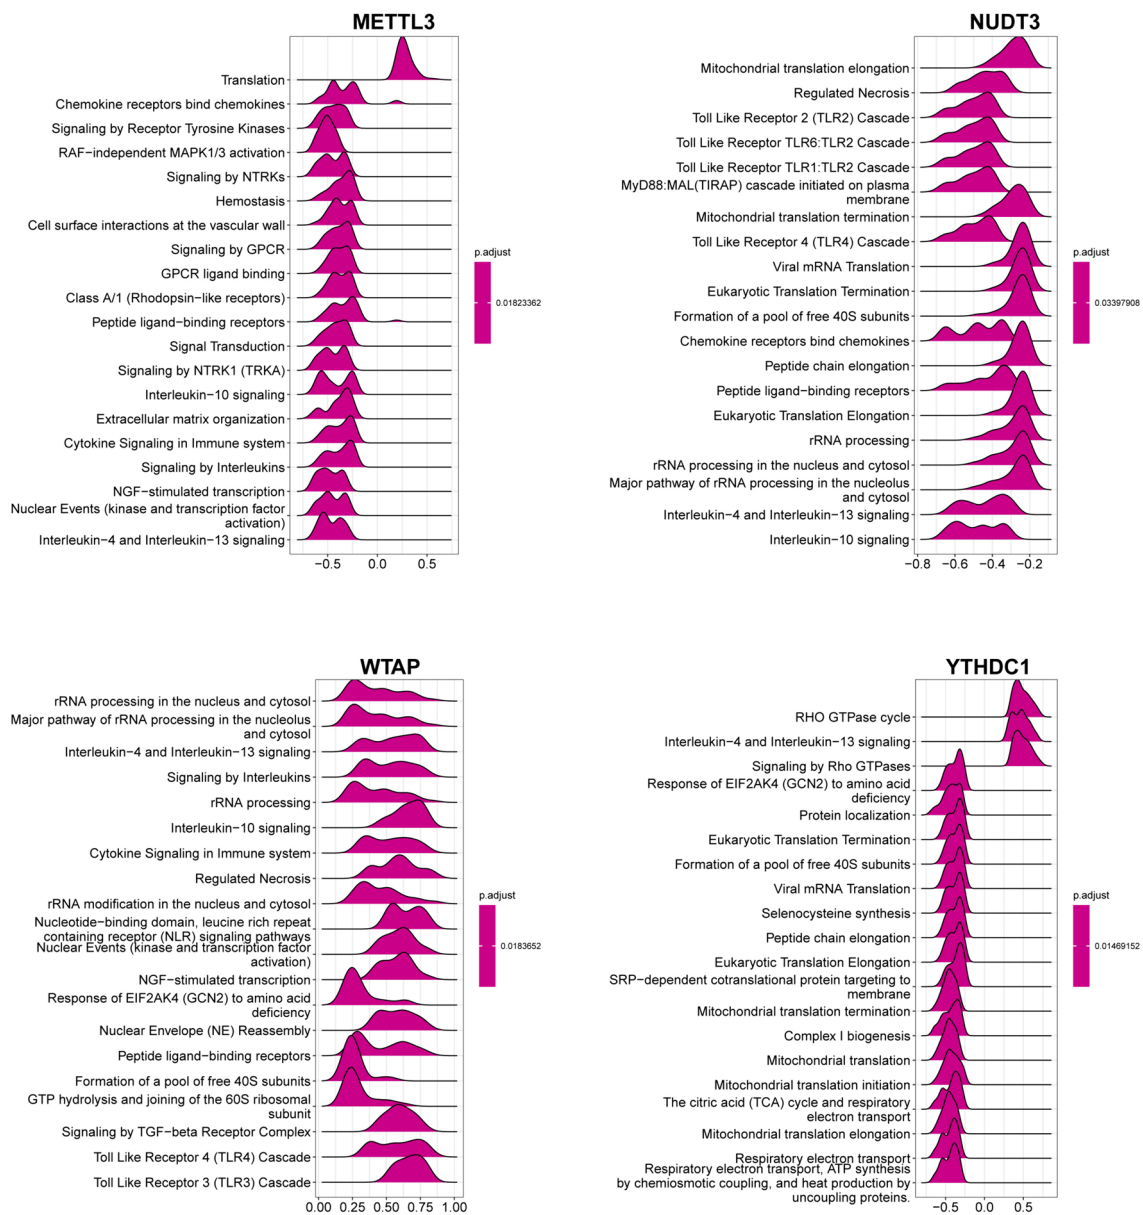 METTL3
Translation
Chemokine receptors bind chemokines
Signaling by Receptor Tyrosine Kinases
RAF−independent MAPK1/3 activation
Signaling by NTRKs
Hemostasis
Cell surface interactions at the vascular wall
Signaling by GPCR
GPCR ligand binding
Class A/1 (Rhodopsin−like receptors)
Peptide ligand−binding receptors
Signal Transduction
Signaling by NTRK1 (TRKA)
Interleukin−10 signaling
Extracellular matrix organization
Cytokine Signaling in Immune system
Signaling by Interleukins
NGF−stimulated transcription
Nuclear Events (kinase and transcription factor
activation)
Interleukin−4 and Interleukin−13 signaling
−0.5 0.0 0.5
p.adjust
0.01823362
NUDT3
Mitochondrial translation elongation
Regulated Necrosis
Toll Like Receptor 2 (TLR2) Cascade
Toll Like Receptor TLR6:TLR2 Cascade
Toll Like Receptor TLR1:TLR2 Cascade
MyD88:MAL(TIRAP) cascade initiated on plasma
membrane
Mitochondrial translation termination
Toll Like Receptor 4 (TLR4) Cascade
Viral mRNA Translation
Eukaryotic Translation Termination
Formation of a pool of free 40S subunits
Chemokine receptors bind chemokines
Peptide chain elongation
Peptide ligand−binding receptors
Eukaryotic Translation Elongation
rRNA processing
rRNA processing in the nucleus and cytosol
Major pathway of rRNA processing in the nucleolus
and cytosol
Interleukin−4 and Interleukin−13 signaling
Interleukin−10 signaling
−0.8 −0.6 −0.4 −0.2
p.adjust
0.03397908
WTAP
rRNA processing in the nucleus and cytosol
Major pathway of rRNA processing in the nucleolus
and cytosol
Interleukin−4 and Interleukin−13 signaling
Signaling by Interleukins
rRNA processing
Interleukin−10 signaling
Cytokine Signaling in Immune system
Regulated Necrosis
rRNA modification in the nucleus and cytosol
Nucleotide−binding domain, leucine rich repeat
containing receptor (NLR) signaling pathways
Nuclear Events (kinase and transcription factor
activation)
NGF−stimulated transcription
Response of EIF2AK4 (GCN2) to amino acid
deficiency
Nuclear Envelope (NE) Reassembly
Peptide ligand−binding receptors
Formation of a pool of free 40S subunits
GTP hydrolysis and joining of the 60S ribosomal
subunit
Signaling by TGF−beta Receptor Complex
Toll Like Receptor 4 (TLR4) Cascade
Toll Like Receptor 3 (TLR3) Cascade
0.00 0.25 0.50 0.75 1.00
p.adjust
0.0183652
YTHDC1
RHO GTPase cycle
Interleukin−4 and Interleukin−13 signaling
Signaling by Rho GTPases
Response of EIF2AK4 (GCN2) to amino acid
deficiency
Protein localization
Eukaryotic Translation Termination
Formation of a pool of free 40S subunits
Viral mRNA Translation
Selenocysteine synthesis
Peptide chain elongation
Eukaryotic Translation Elongation
SRP−dependent cotranslational protein targeting to
membrane
Mitochondrial translation termination
Complex I biogenesis
Mitochondrial translation
Mitochondrial translation initiation
The citric acid (TCA) cycle and respiratory
electron transport
Mitochondrial translation elongation
Respiratory electron transport
Respiratory electron transport, ATP synthesis
by chemiosmotic coupling, and heat production by
uncoupling proteins.
−0.5 0.0 0.5
p.adjust
0.01469152